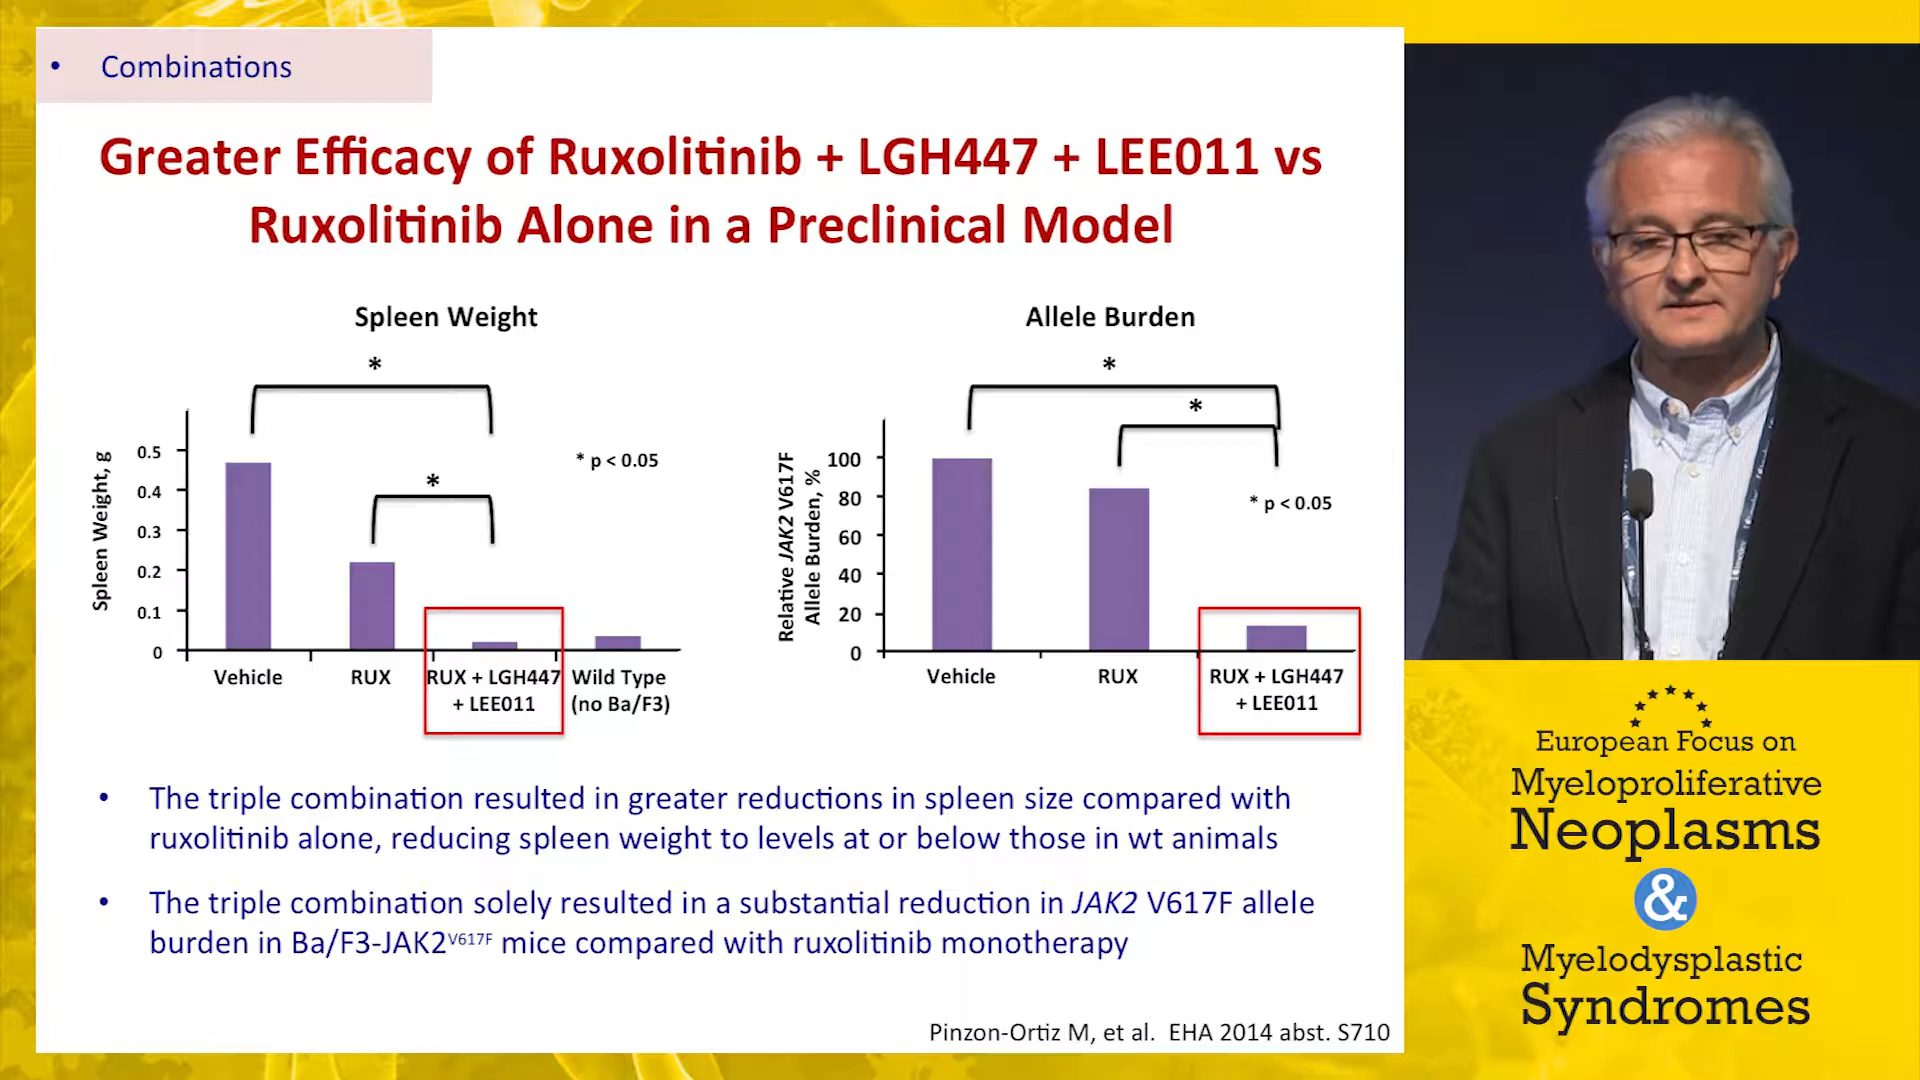 • Combinations
Greater Efficacy of Ruxolitinib + LGH447 + LEE011 vs
Ruxolitinib Alone in a Preclinical Model
Spleen Weight
*
*
* p < 0.05
Spleen Weight, g
0.5
0.4
0.3
0.2
0.1
0
Vehicle
RUX
RUX + LGH447
+ LEE011
Wild Type
(no Ba/F3)
Allele Burden
*
*
* p < 0.05
Relative JAK2 V617F
Allele Burden, %
100
80
60
40
20
0
Vehicle
RUX
RUX + LGH447
+ LEE011
• The triple combination resulted in greater reductions in spleen size compared with
ruxolitinib alone, reducing spleen weight to levels at or below those in wt animals
• The triple combination solely resulted in a substantial reduction in JAK2 V617F allele
burden in Ba/F3-JAK2V617F mice compared with ruxolitinib monotherapy
Pinzon-Ortiz M, et al. EHA 2014 abst. S710
European Focus on
Myeloproliferative
Neoplasms
&
Myelodysplastic
Syndromes